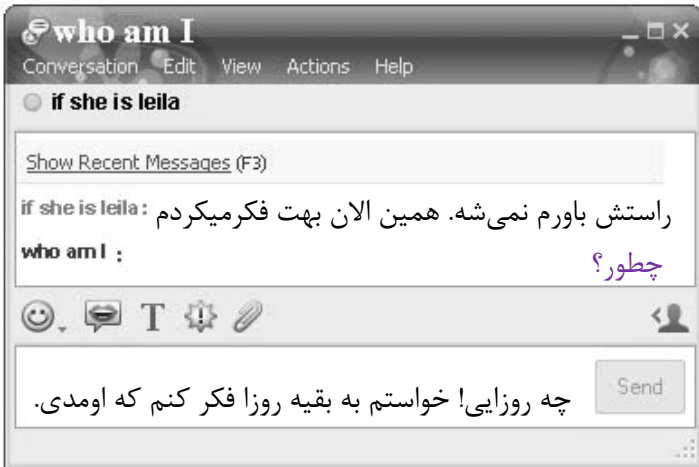 who am I
Conversation Edit View Actions Help
if she is leila
Show Recent Messages (F3)
if she is leila: راستش باورم نمی‌شه. همین الان بهت فکرمیکردم
who am I :
چطور؟
چه روزایی! خواستم به بقیه روزا فکر کنم که اومدی.
Send